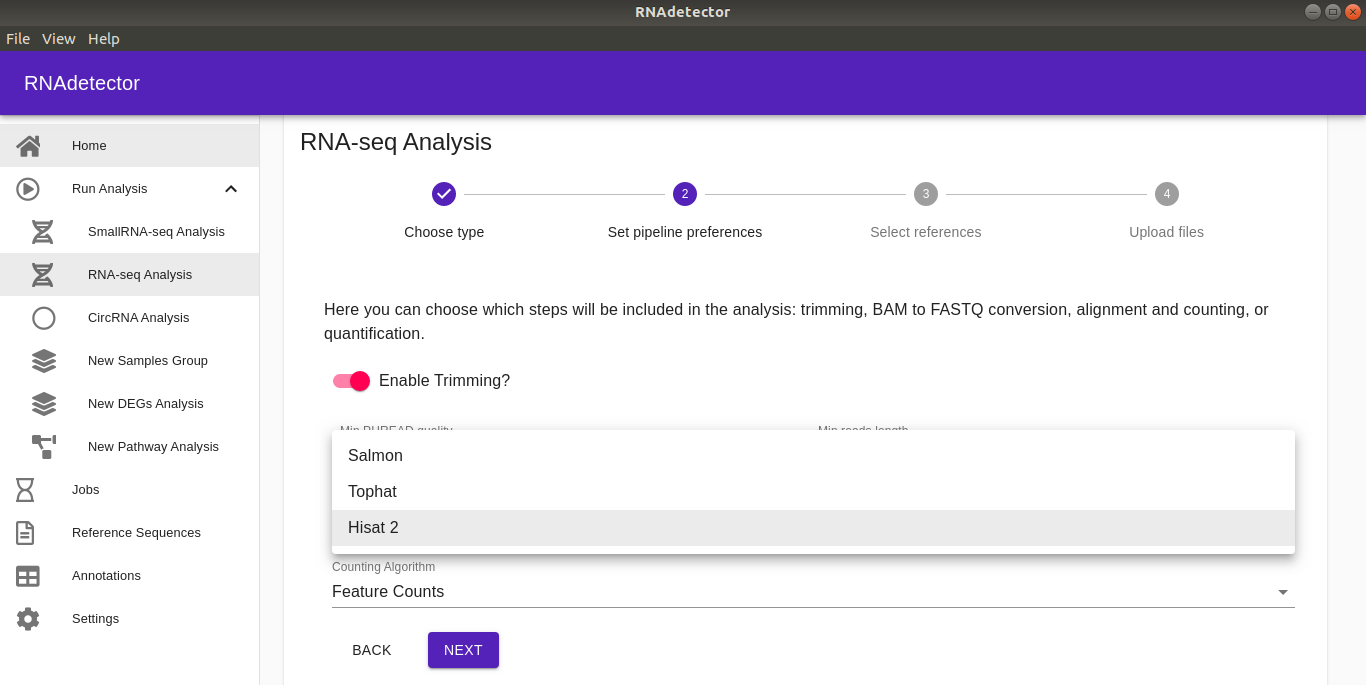 RNAdetector
File View Help
RNAdetector
Home
Run Analysis
SmallRNA-seq Analysis
RNA-seq Analysis
CircRNA Analysis
New Samples Group
New DEGs Analysis
New Pathway Analysis
Jobs
Reference Sequences
Annotations
Settings
RNA-seq Analysis
2 3 4
Choose type Set pipeline preferences Select references Upload files
Here you can choose which steps will be included in the analysis: trimming, BAM to FASTQ conversion, alignment and counting, or
quantification.
Enable Trimming?
Min PHREAD quality Min reads length
Salmon
Tophat
Hisat 2
Counting Algorithm
Feature Counts
BACK NEXT